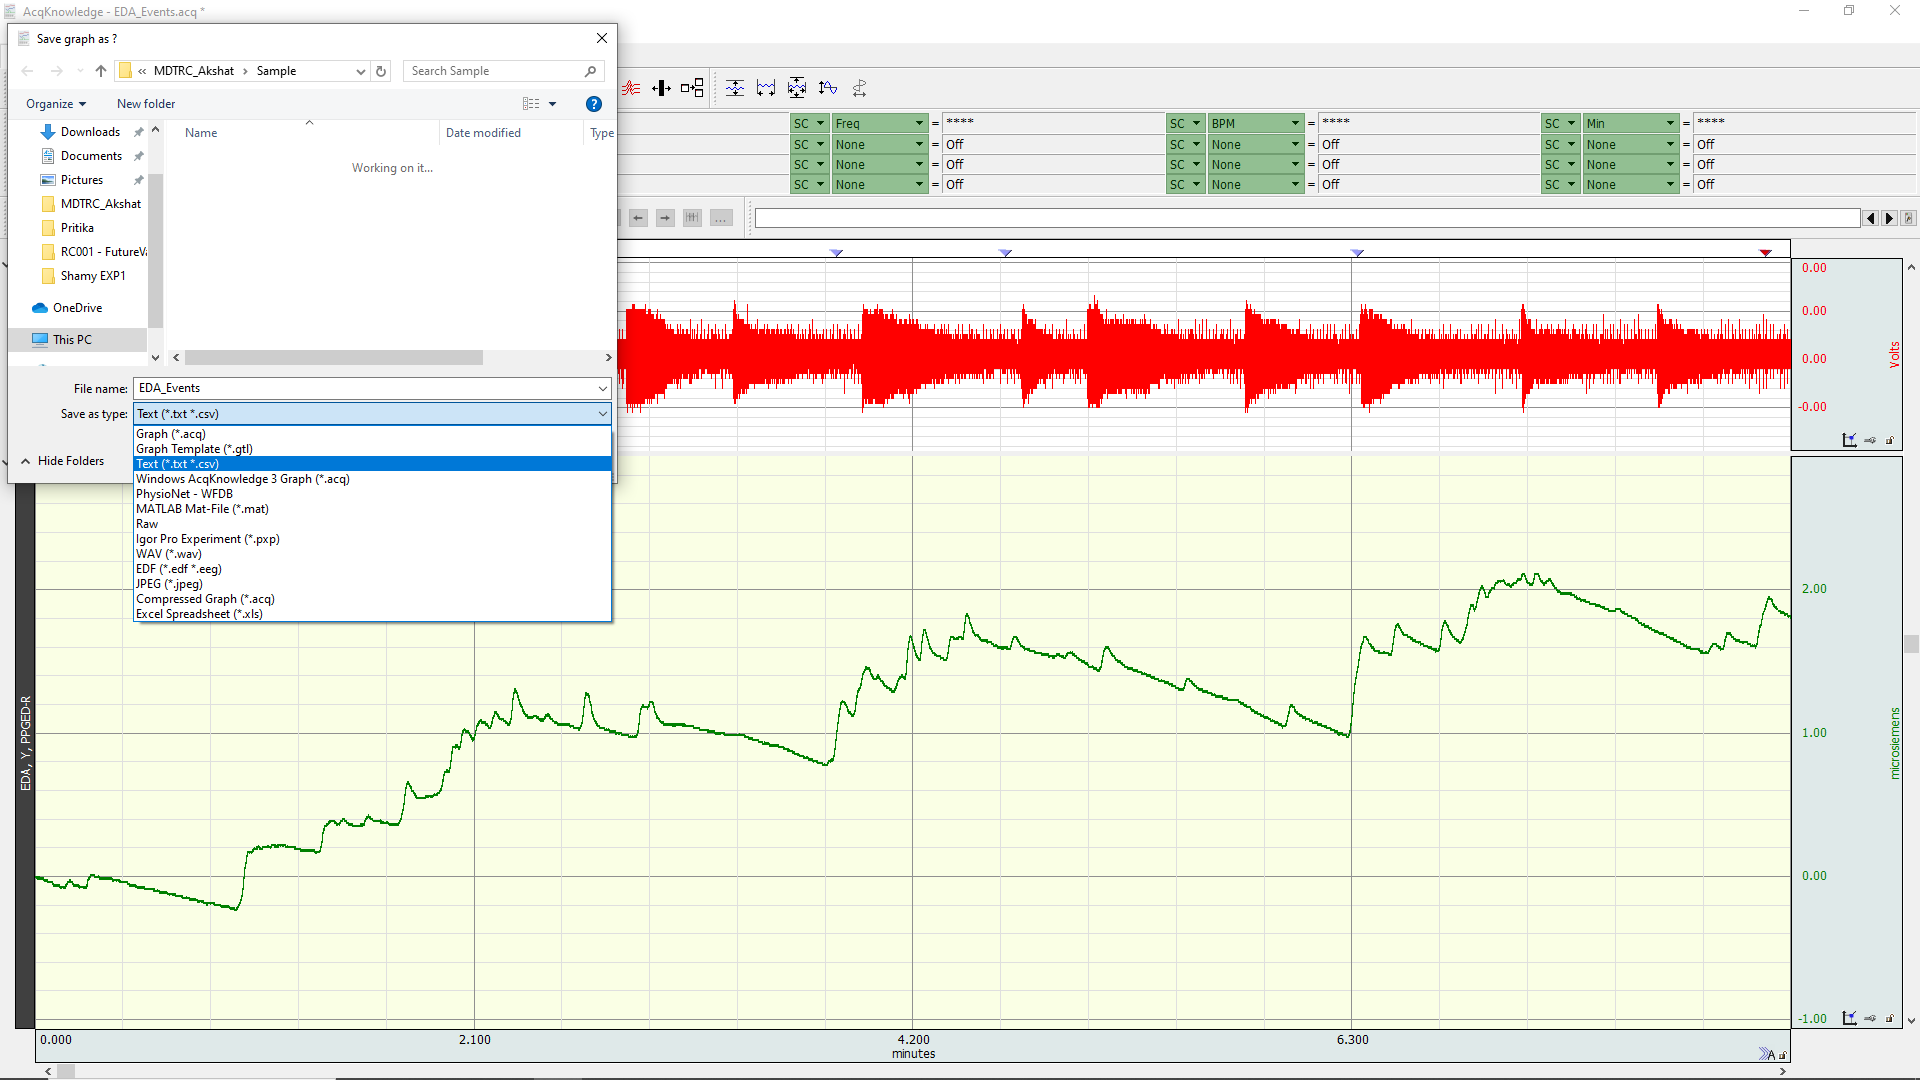 AcqKnowledge - EDA_Events.acq *
Save graph as ?
« MDTRC_Akshat › Sample
Search Sample
Organize
New folder
Name
Date modified
Type
Working on it...
Downloads
Documents
Pictures
MDTRC_Akshat
Pritika
RC001 - FutureVa
Shamy EXP1
OneDrive
This PC
File name: EDA_Events
Save as type: Text (*.txt *.csv)
Graph (*.acq)
Graph Template (*.gtl)
Text (*.txt *.csv)
Windows AcqKnowledge 3 Graph (*.acq)
PhysioNet - WFDB
MATLAB Mat-File (*.mat)
Raw
Igor Pro Experiment (*.pxp)
WAV (*.wav)
EDF (*.edf *.eeg)
JPEG (*.jpeg)
Compressed Graph (*.acq)
Excel Spreadsheet (*.xls)
Hide Folders
SC Freq = **** SC BPM = **** SC Min = ****
SC None = Off SC None = Off SC None = Off
SC None = Off SC None = Off SC None = Off
SC None = Off SC None = Off SC None = Off
...
0.00
0.00
0.00
-0.00
Volts
EDA, Y, PPGED-R
2.00
1.00
0.00
-1.00
microsiemens
0.000 2.100 4.200 6.300
minutes
A